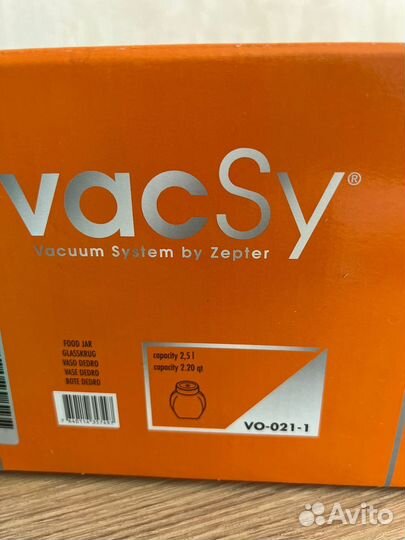 vacSy®
Vacuum System by Zepter
FOOD JAR
GLASSKRUG
VASO DEDRO
VASE DEDRO
BOTE DEDRO
capacity 2,5 l
capacity 2.20 qt
VO-021-1
Avito